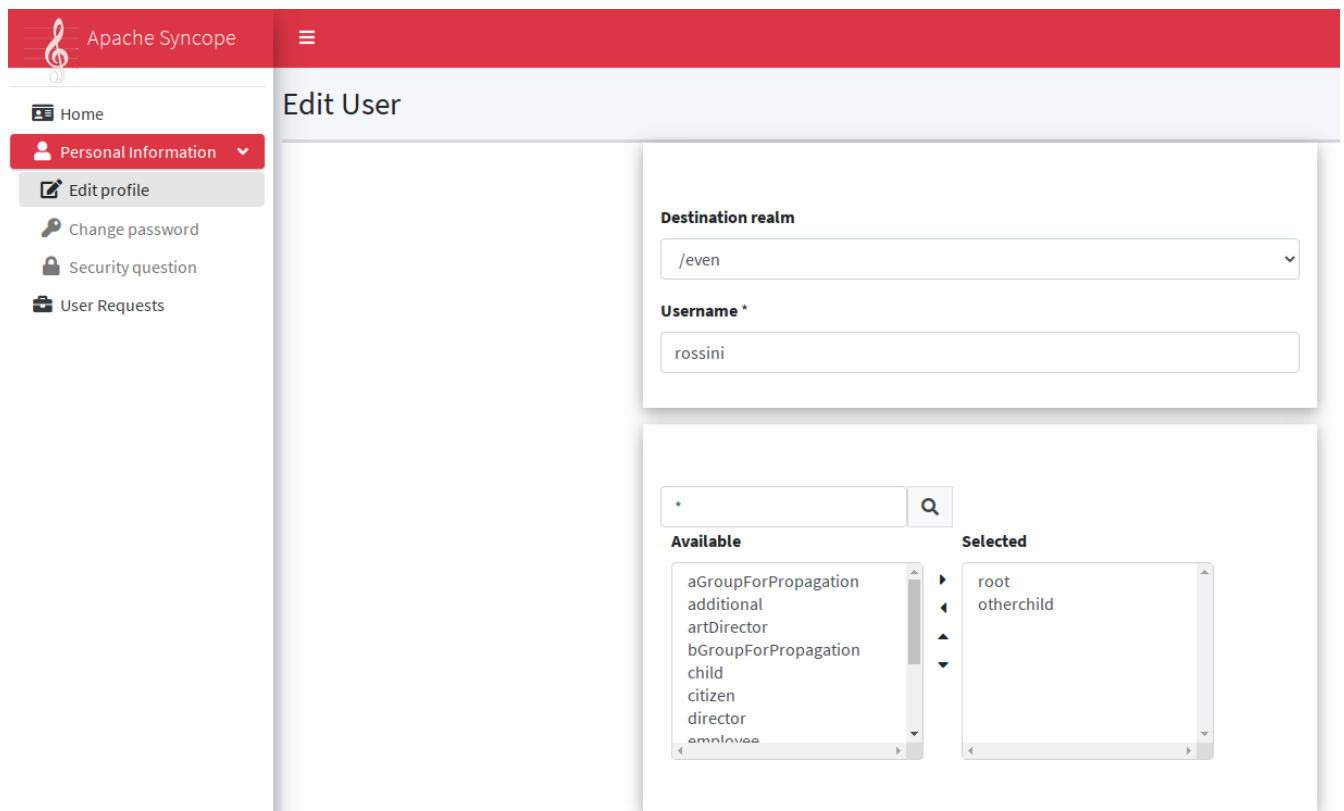 Apache Syncope
Home
Personal Information
Edit profile
Change password
Security question
User Requests
Edit User
Destination realm
/even
Username *
rossini
*
Available
aGroupForPropagation
additional
artDirector
bGroupForPropagation
child
citizen
director
employee
Selected
root
otherchild